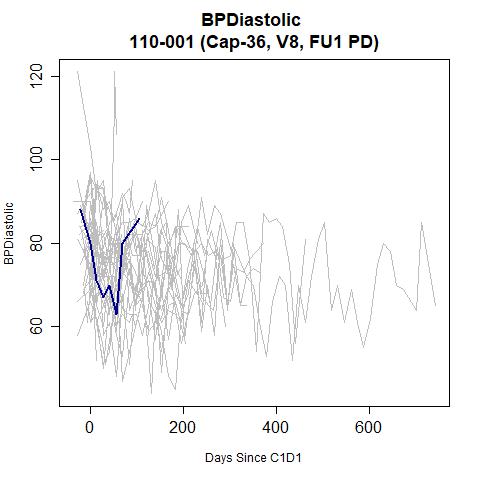 BPDiastolic
110-001 (Cap-36, V8, FU1 PD)
BPDiastolic
120
100
80
60
0
200
400
600
Days Since C1D1